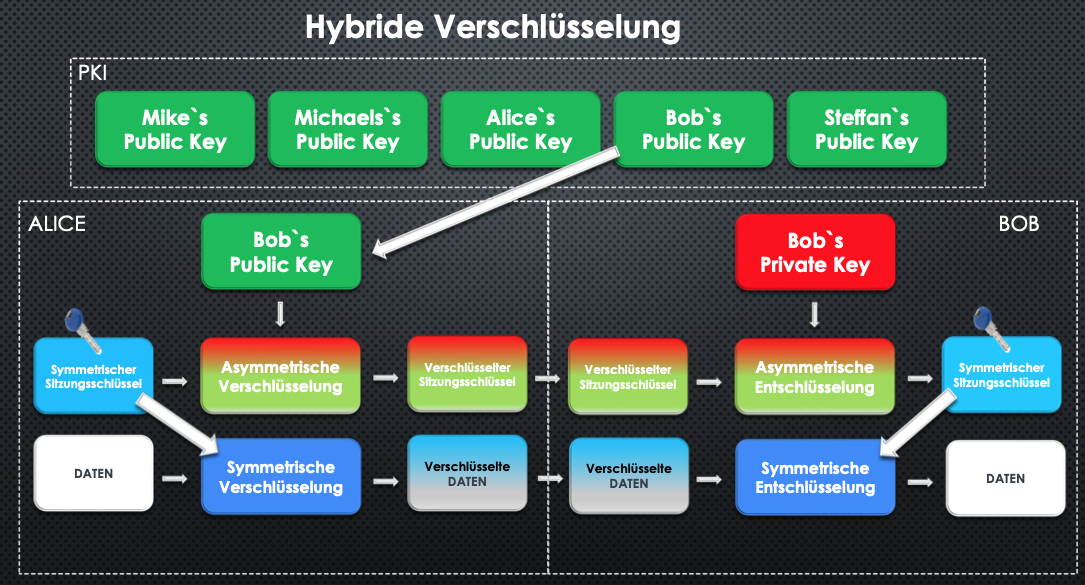 Hybride Verschlüsselung
PKI
Mike`s
Public Key
Michaels`s
Public Key
Alice`s
Public Key
Bob`s
Public Key
Steffan`s
Public Key
ALICE
Bob`s
Public Key
Symmetrischer
Sitzungsschlüssel
Asymmetrische
Verschlüsselung
Verschlüsselter
Sitzungsschlüssel
DATEN
Symmetrische
Verschlüsselung
Verschlüsselte
DATEN
BOB
Bob`s
Private Key
Verschlüsselter
Sitzungsschlüssel
Asymmetrische
Entschlüsselung
Symmetrischer
Sitzungsschlüssel
Verschlüsselte
DATEN
Symmetrische
Entschlüsselung
DATEN